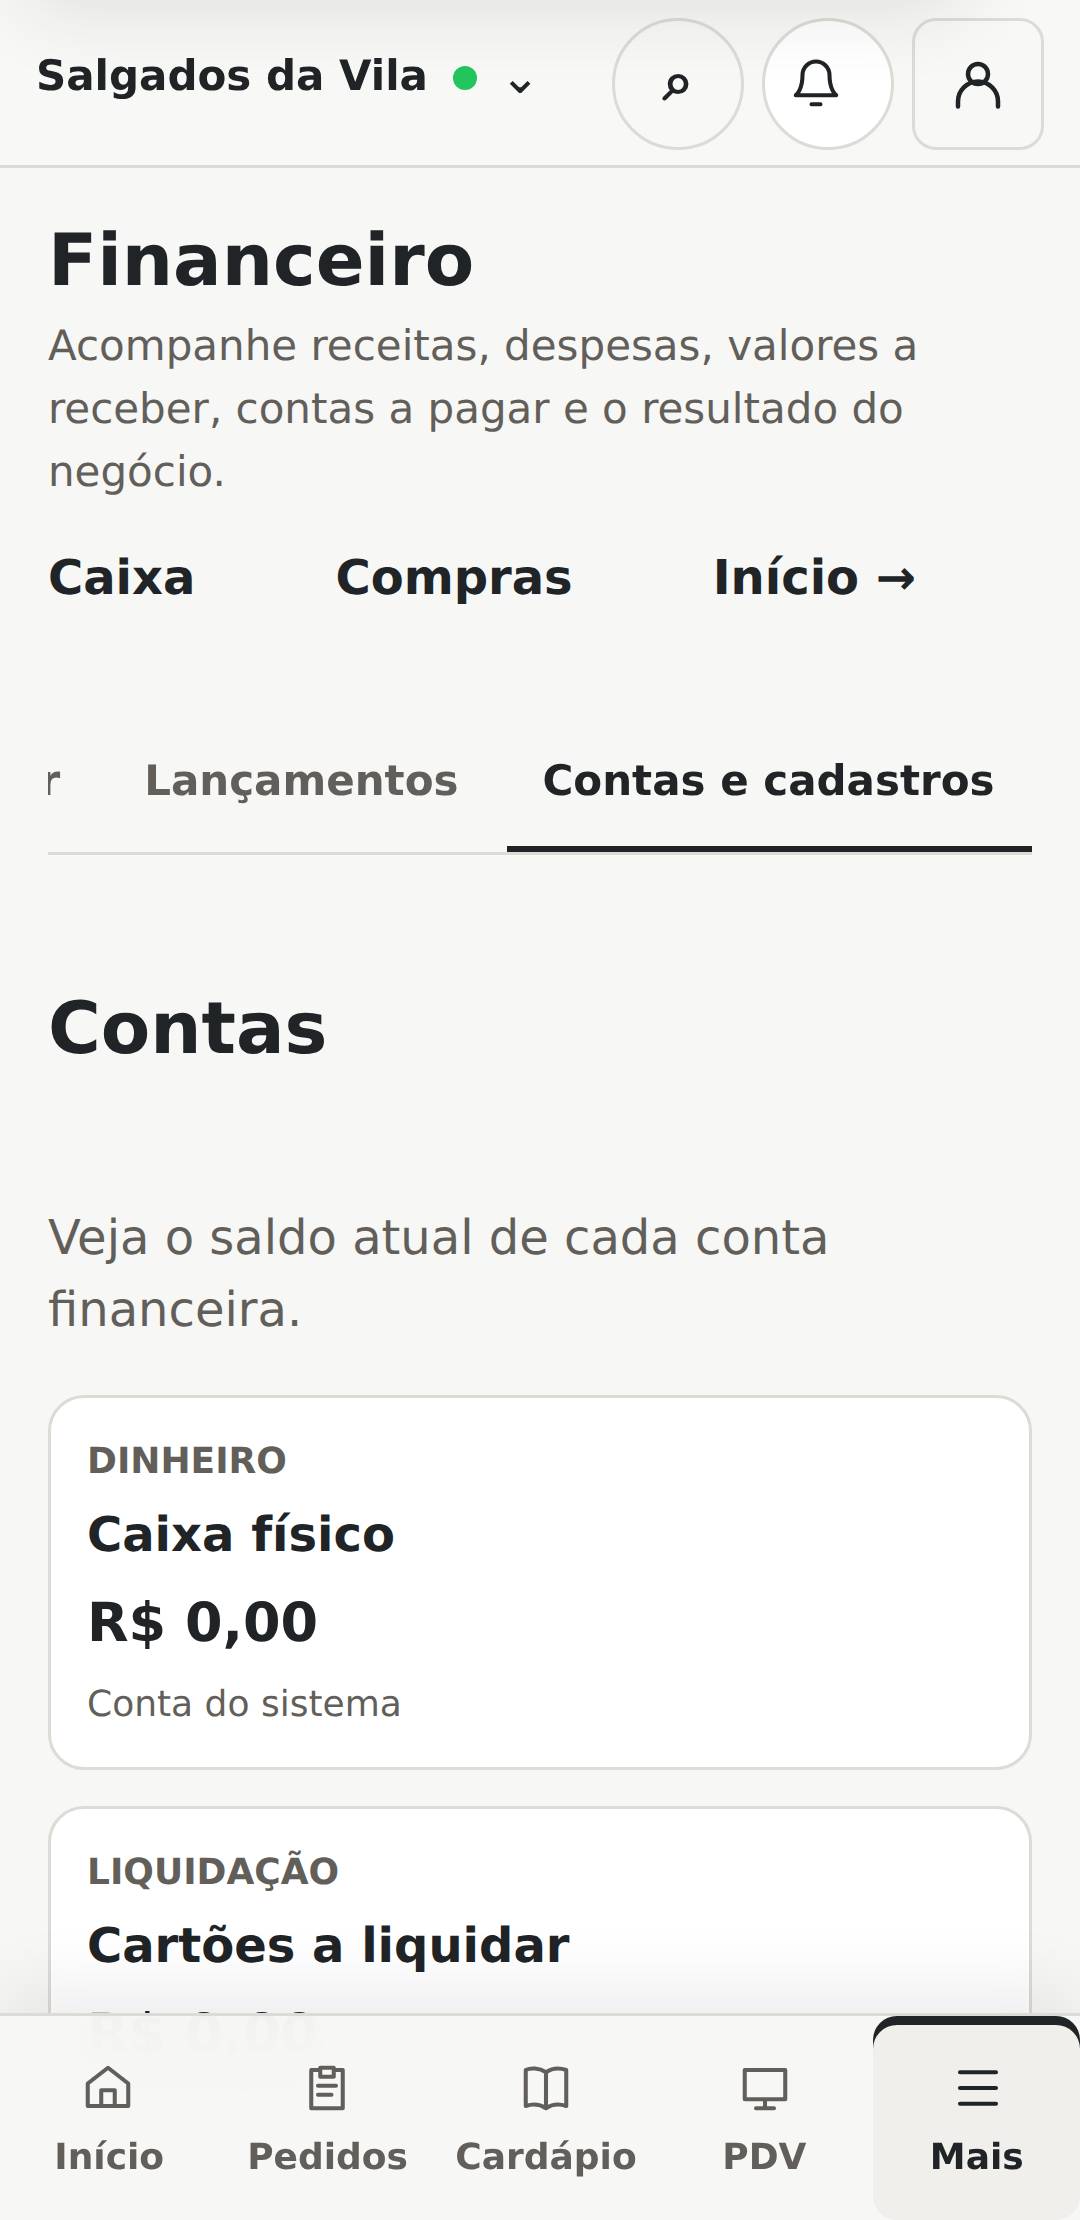 Salgados da Vila
Financeiro
Acompanhe receitas, despesas, valores a
receber, contas a pagar e o resultado do
negócio.
Caixa Compras Início →
r Lançamentos Contas e cadastros
Contas
Veja o saldo atual de cada conta
financeira.
DINHEIRO
Caixa físico
R$ 0,00
Conta do sistema
LIQUIDAÇÃO
Cartões a liquidar
R$ 0,00
Início Pedidos Cardápio PDV Mais